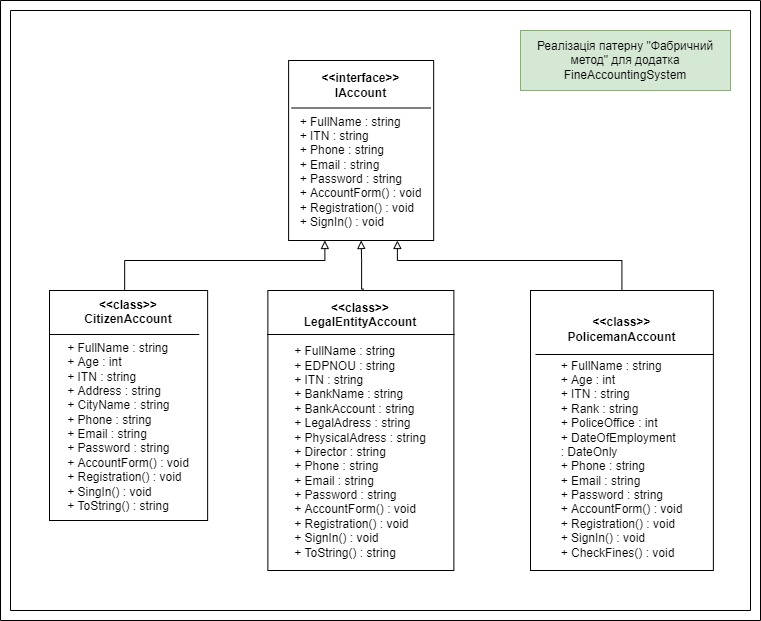 Реалізація патерну "Фабричний
метод" для додатка
FineAccountingSystem
<<interface>>
IAccount
+ FullName : string
+ ITN : string
+ Phone : string
+ Email : string
+ Password : string
+ AccountForm() : void
+ Registration() : void
+ SignIn() : void
<<class>>
CitizenAccount
+ FullName : string
+ Age : int
+ ITN : string
+ Address : string
+ CityName : string
+ Phone : string
+ Email : string
+ Password : string
+ AccountForm() : void
+ Registration() : void
+ SingIn() : void
+ ToString() : string
<<class>>
LegalEntityAccount
+ FullName : string
+ EDPNOU : string
+ ITN : string
+ BankName : string
+ BankAccount : string
+ LegalAdress : string
+ PhysicalAdress : string
+ Director : string
+ Phone : string
+ Email : string
+ Password : string
+ AccountForm() : void
+ Registration() : void
+ SignIn() : void
+ ToString() : string
<<class>>
PolicemanAccount
+ FullName : string
+ Age : int
+ ITN : string
+ Rank : string
+ PoliceOffice : int
+ DateOfEmployment
: DateOnly
+ Phone : string
+ Email : string
+ Password : string
+ AccountForm() : void
+ Registration() : void
+ SignIn() : void
+ CheckFines() : void